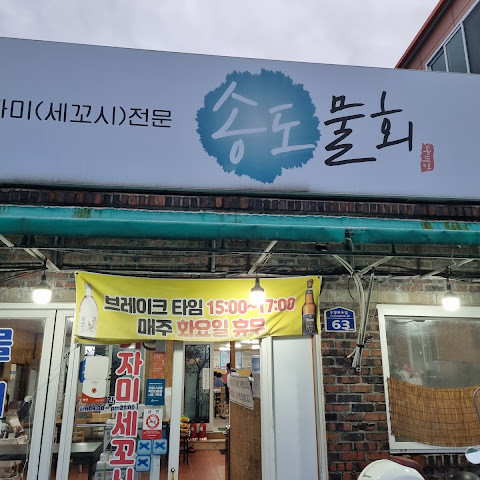 자미(세꼬시)전문
송도물회
브레이크 타임 15:00~17:00
매주 화요일 휴무
63
자미세꼬시